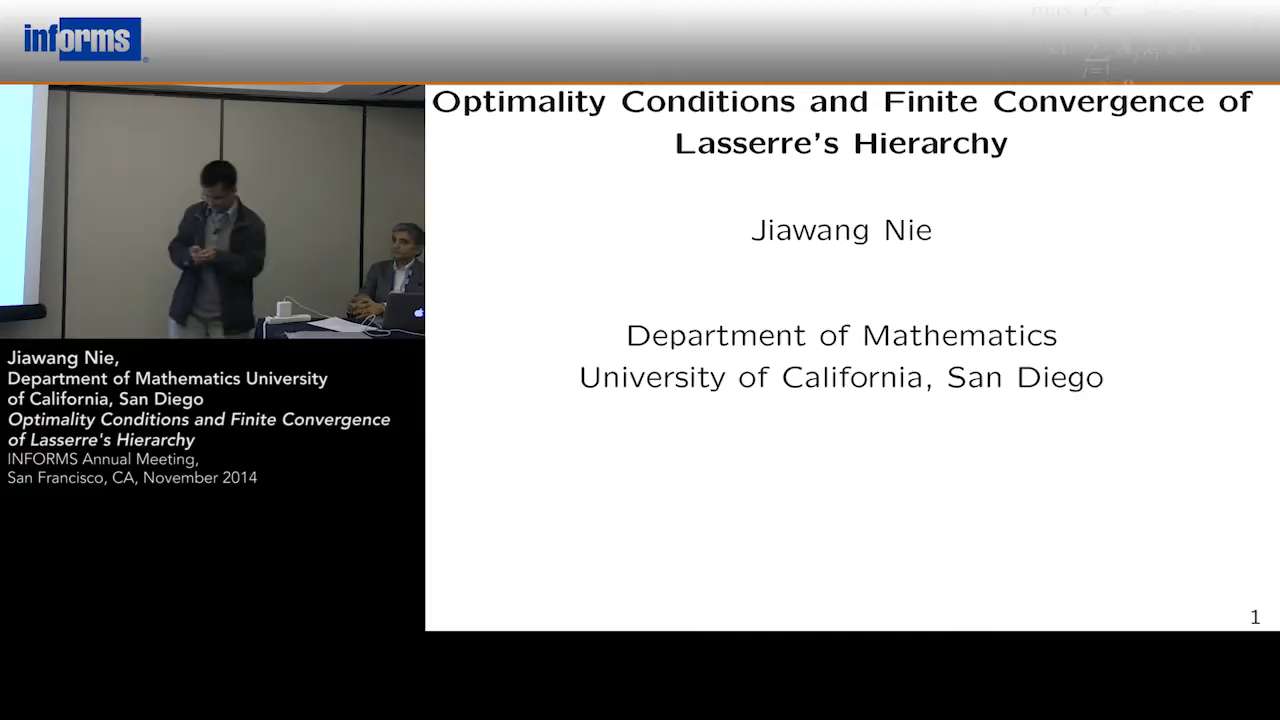 informs
Optimality Conditions and Finite Convergence of
Lasserre's Hierarchy
Jiawang Nie
Department of Mathematics
University of California, San Diego
1
Jiawang Nie,
Department of Mathematics University
of California, San Diego
Optimality Conditions and Finite Convergence
of Lasserre's Hierarchy
INFORMS Annual Meeting,
San Francisco, CA, November 2014